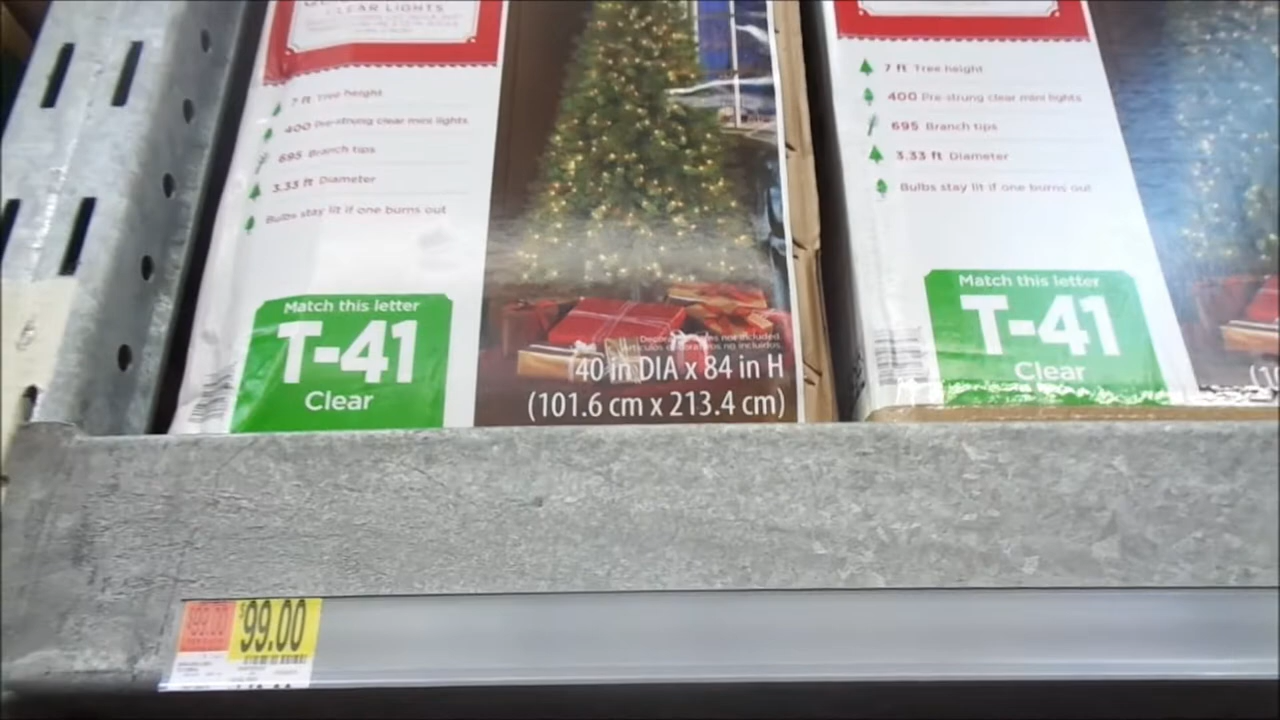 CLEAR LIGHTS
7 ft Tree height
400 Pre-strung clear mini lights
695 Branch tips
3.33 ft Diameter
Bulbs stay lit if one burns out
Match this letter
T-41
Clear
40 in DIA x 84 in H
(101.6 cm x 213.4 cm)
7 ft Tree height
400 Pre-strung clear mini lights
695 Branch tips
3.33 ft Diameter
Bulbs stay lit if one burns out
Match this letter
T-41
Clear
$99.00